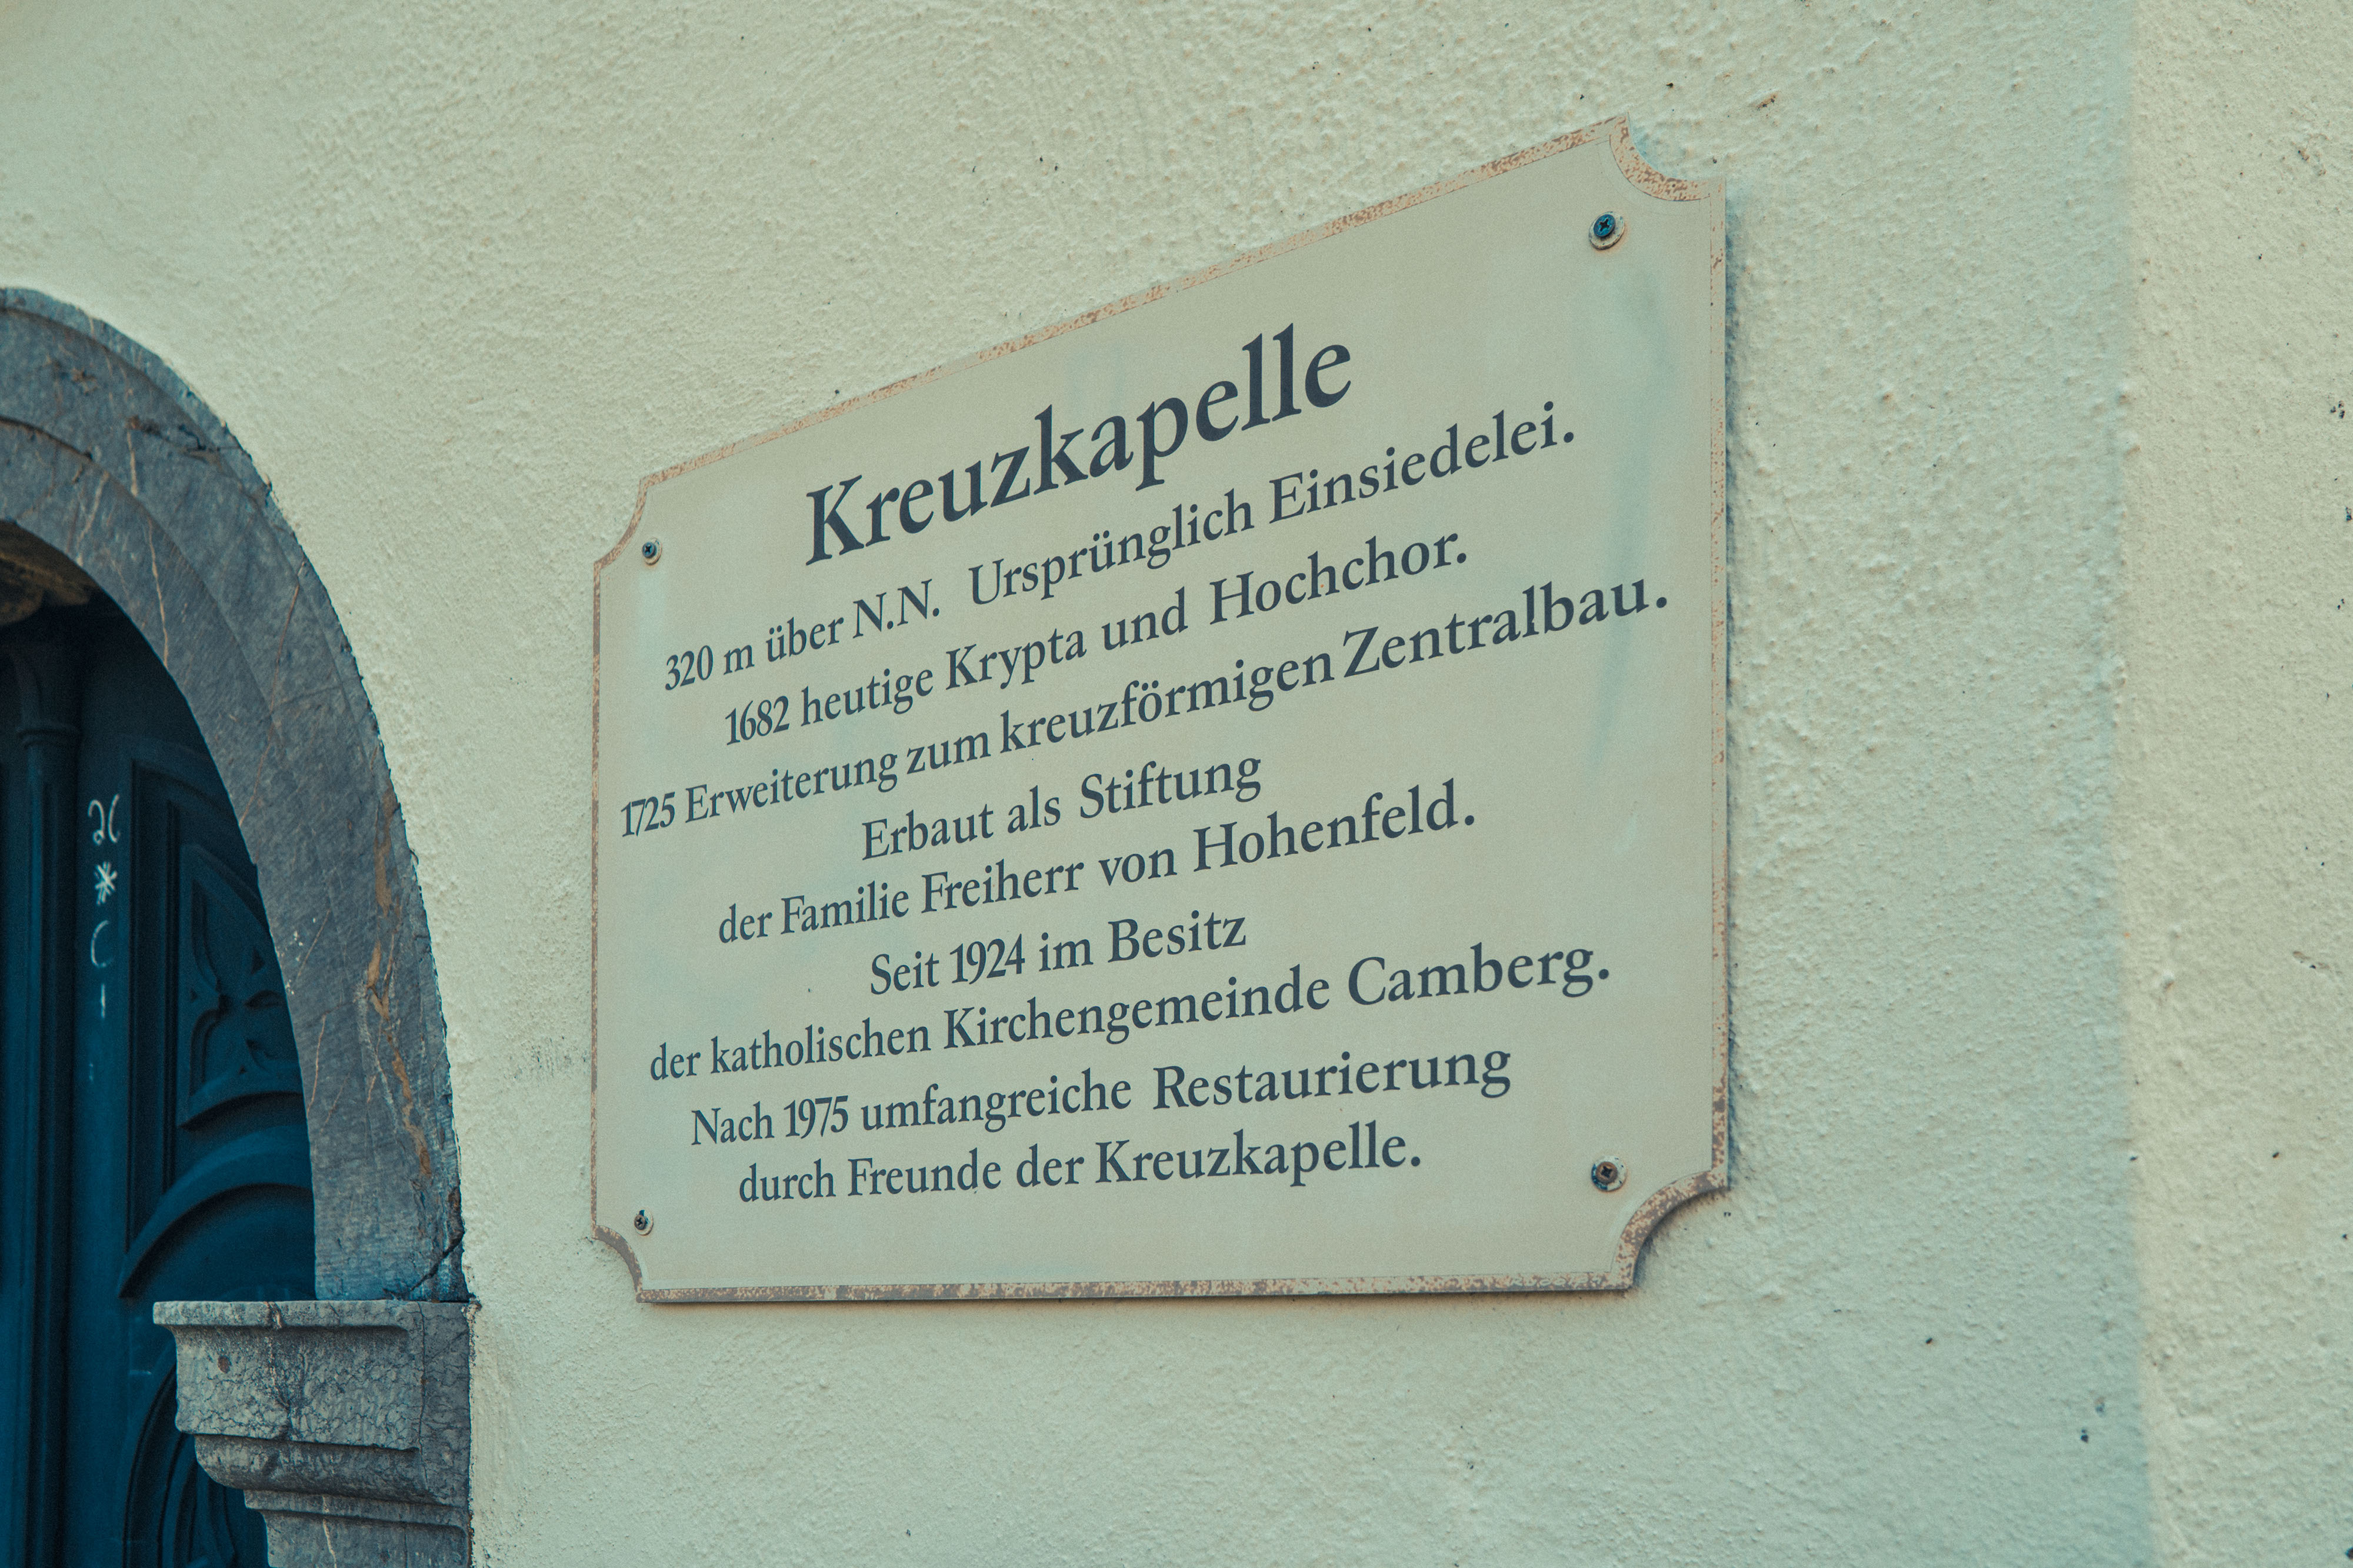 Kreuzkapelle
320 m über N.N. Ursprünglich Einsiedelei.
1682 heutige Krypta und Hochchor.
1725 Erweiterung zum kreuzförmigen Zentralbau.
Erbaut als Stiftung
der Familie Freiherr von Hohenfeld.
Seit 1924 im Besitz
der katholischen Kirchengemeinde Camberg.
Nach 1975 umfangreiche Restaurierung
durch Freunde der Kreuzkapelle.